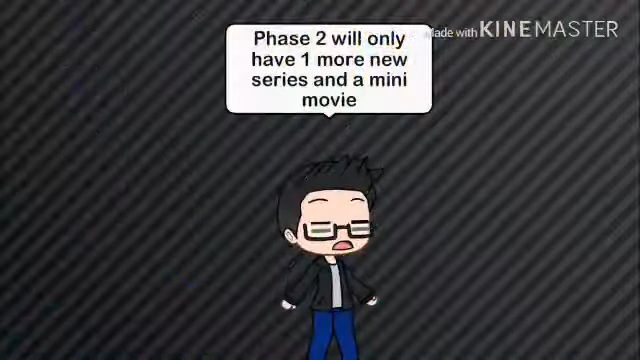 Made with KINEMASTER
Phase 2 will only
have 1 more new
series and a mini
movie